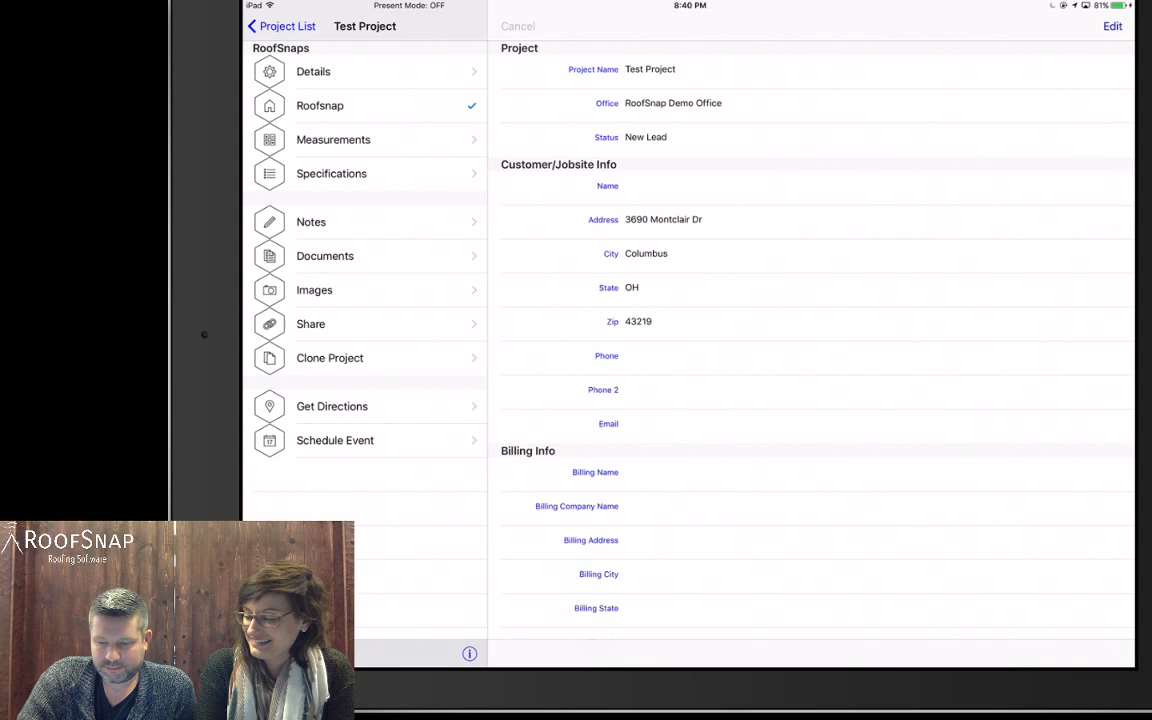 iPad
Present Mode: OFF
8:40 PM
81%
Project List
Test Project
Cancel
Edit
RoofSnaps
Details
Roofsnap
Measurements
Specifications
Notes
Documents
Images
Share
Clone Project
Get Directions
17
Schedule Event
Project
Project Name Test Project
Office RoofSnap Demo Office
Status New Lead
Customer/Jobsite Info
Name
Address 3690 Montclair Dr
City Columbus
State OH
Zip 43219
Phone
Phone 2
Email
Billing Info
Billing Name
Billing Company Name
Billing Address
Billing City
Billing State
ROOFSNAP
Roofing Software